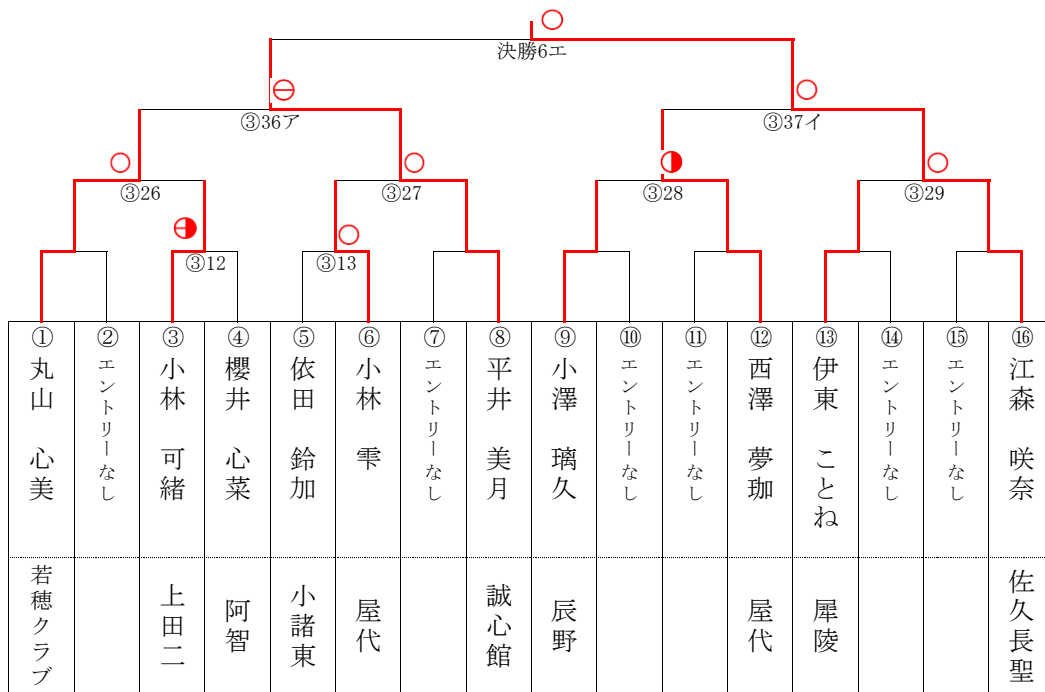 決勝6エ
③36ア
③37イ
③26
③27
③28
③29
③12
③13
①
②
③
④
⑤
⑥
⑦
⑧
⑨
⑩
⑪
⑫
⑬
⑭
⑮
⑯
丸山 心美
エントリーなし
小林 可緒
櫻井 心菜
依田 鈴加
小林 雫
エントリーなし
平井 美月
小澤 璃久
エントリーなし
エントリーなし
西澤 夢珈
伊東 ことね
エントリーなし
エントリーなし
江森 咲奈
若穂クラブ
上田二
阿智
小諸東
屋代
誠心館
辰野
屋代
犀陵
佐久長聖